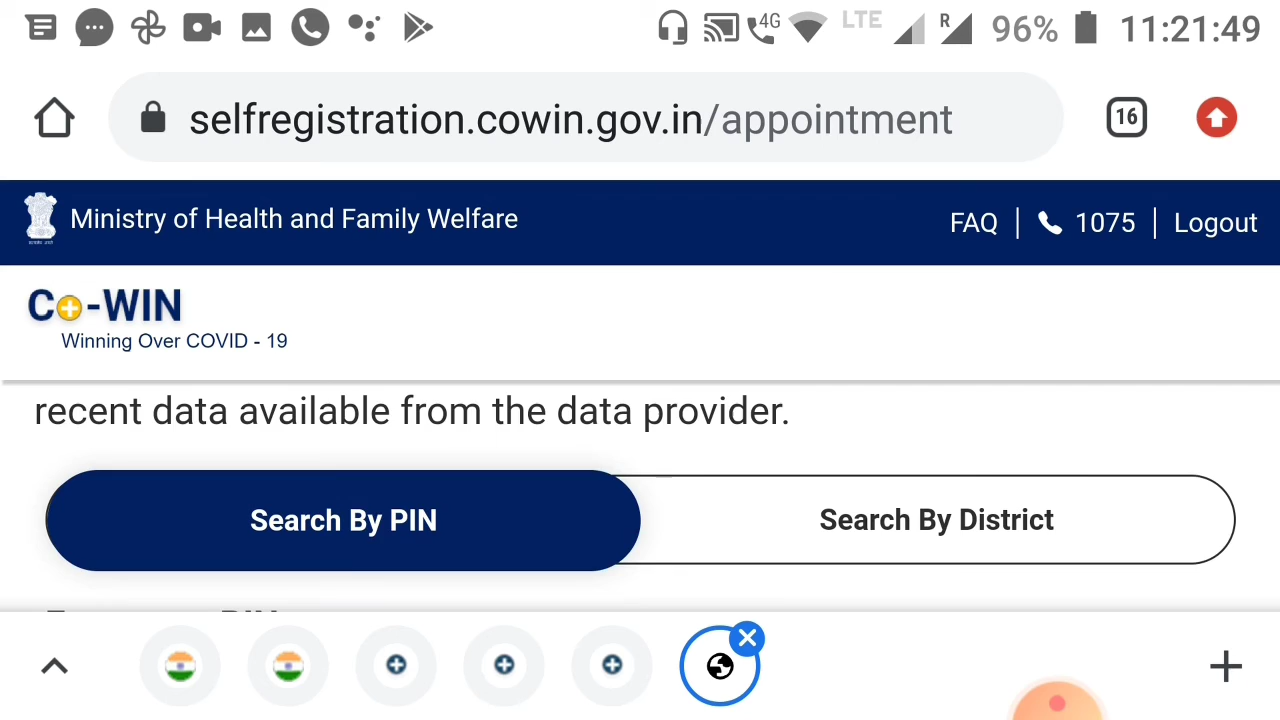 4G LTE R 96% 11:21:49
selfregistration.cowin.gov.in/appointment 16
Ministry of Health and Family Welfare FAQ | 1075 | Logout
Co-WIN
Winning Over COVID - 19
recent data available from the data provider.
Search By PIN Search By District